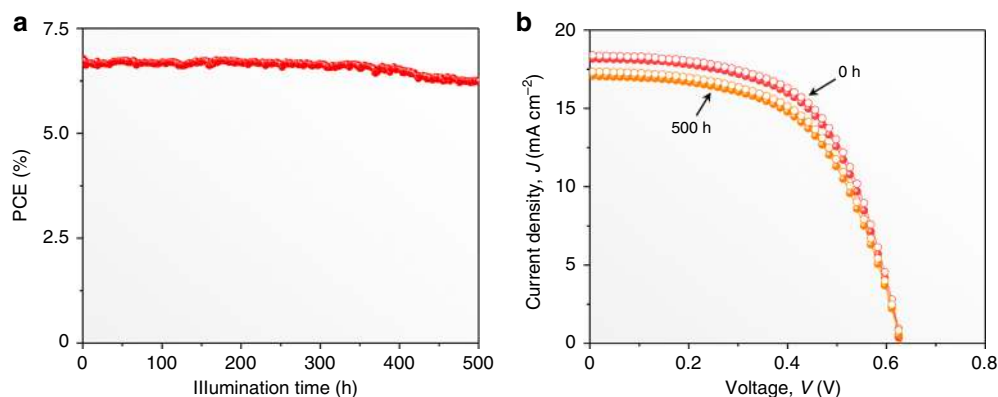 a
7.5
5.0
2.5
0
PCE (%)
0
100
200
300
400
500
Illumination time (h)
b
20
15
10
5
0
Current density, J (mA cm⁻²)
0 h
500 h
0
0.2
0.4
0.6
0.8
Voltage, V (V)